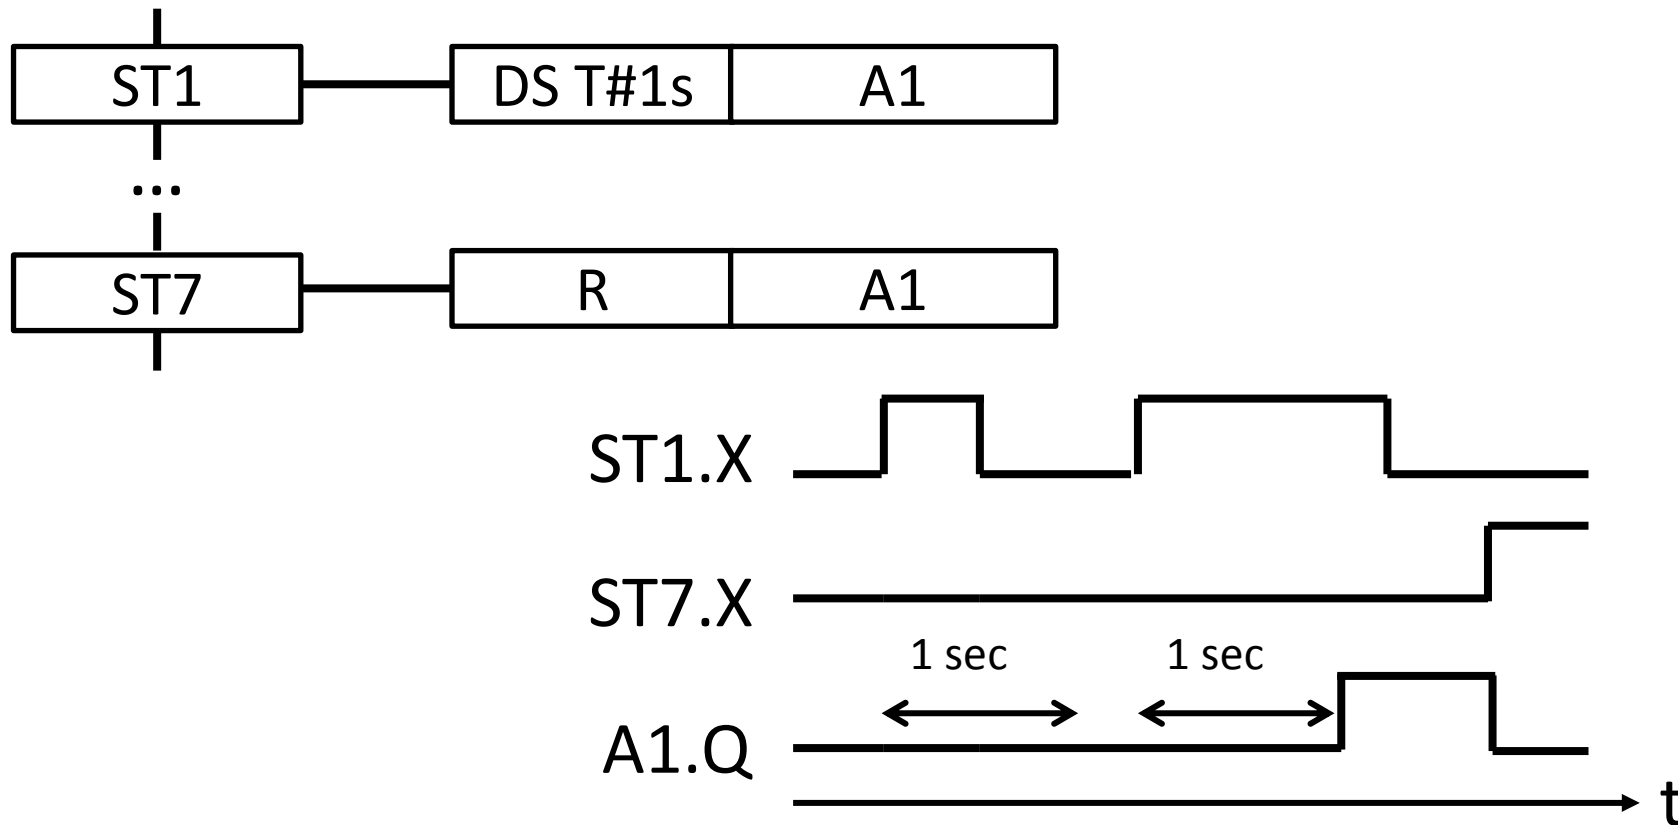 ST1 DS T#1s A1
...
ST7 R A1
ST1.X
ST7.X
1 sec 1 sec
A1.Q
t